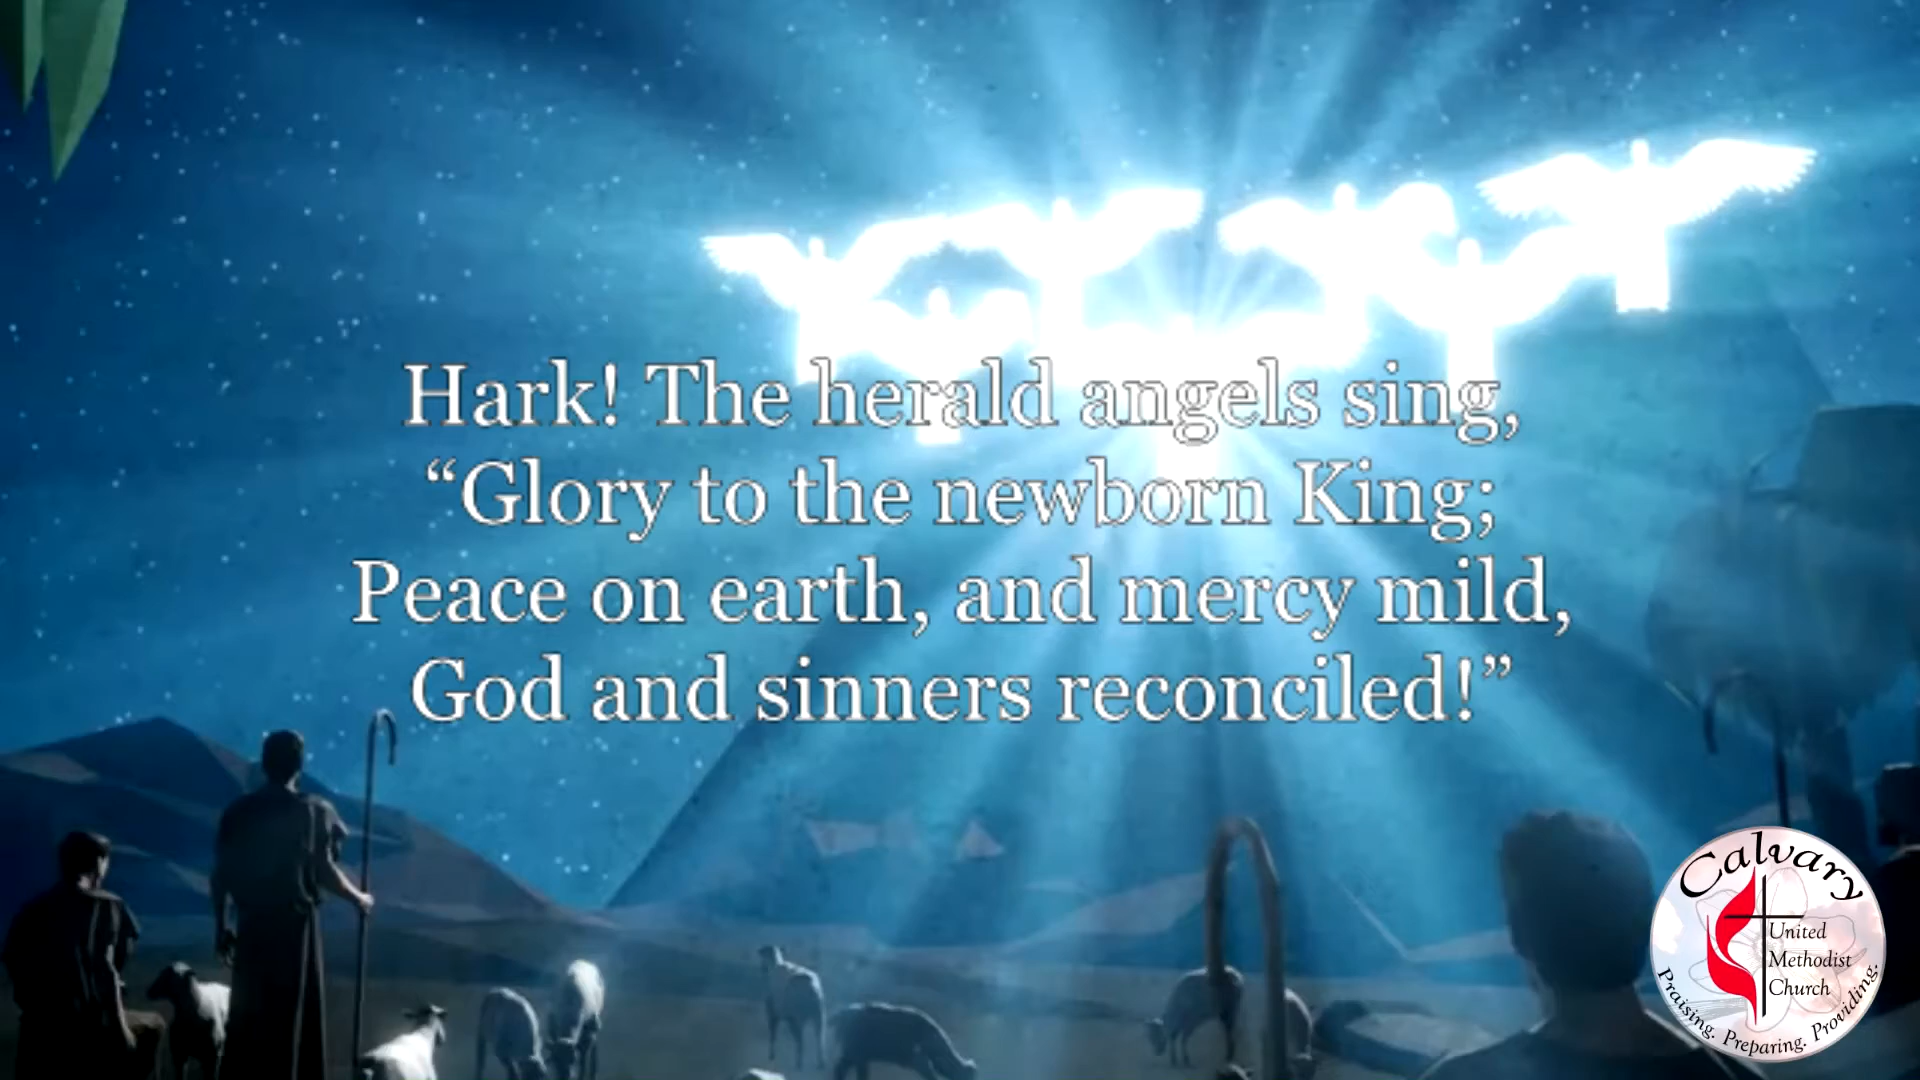 Hark! The herald angels sing,
“Glory to the newborn King;
Peace on earth, and mercy mild,
God and sinners reconciled!”
Calvary
United
Methodist
Church
Praising. Preparing. Providing.